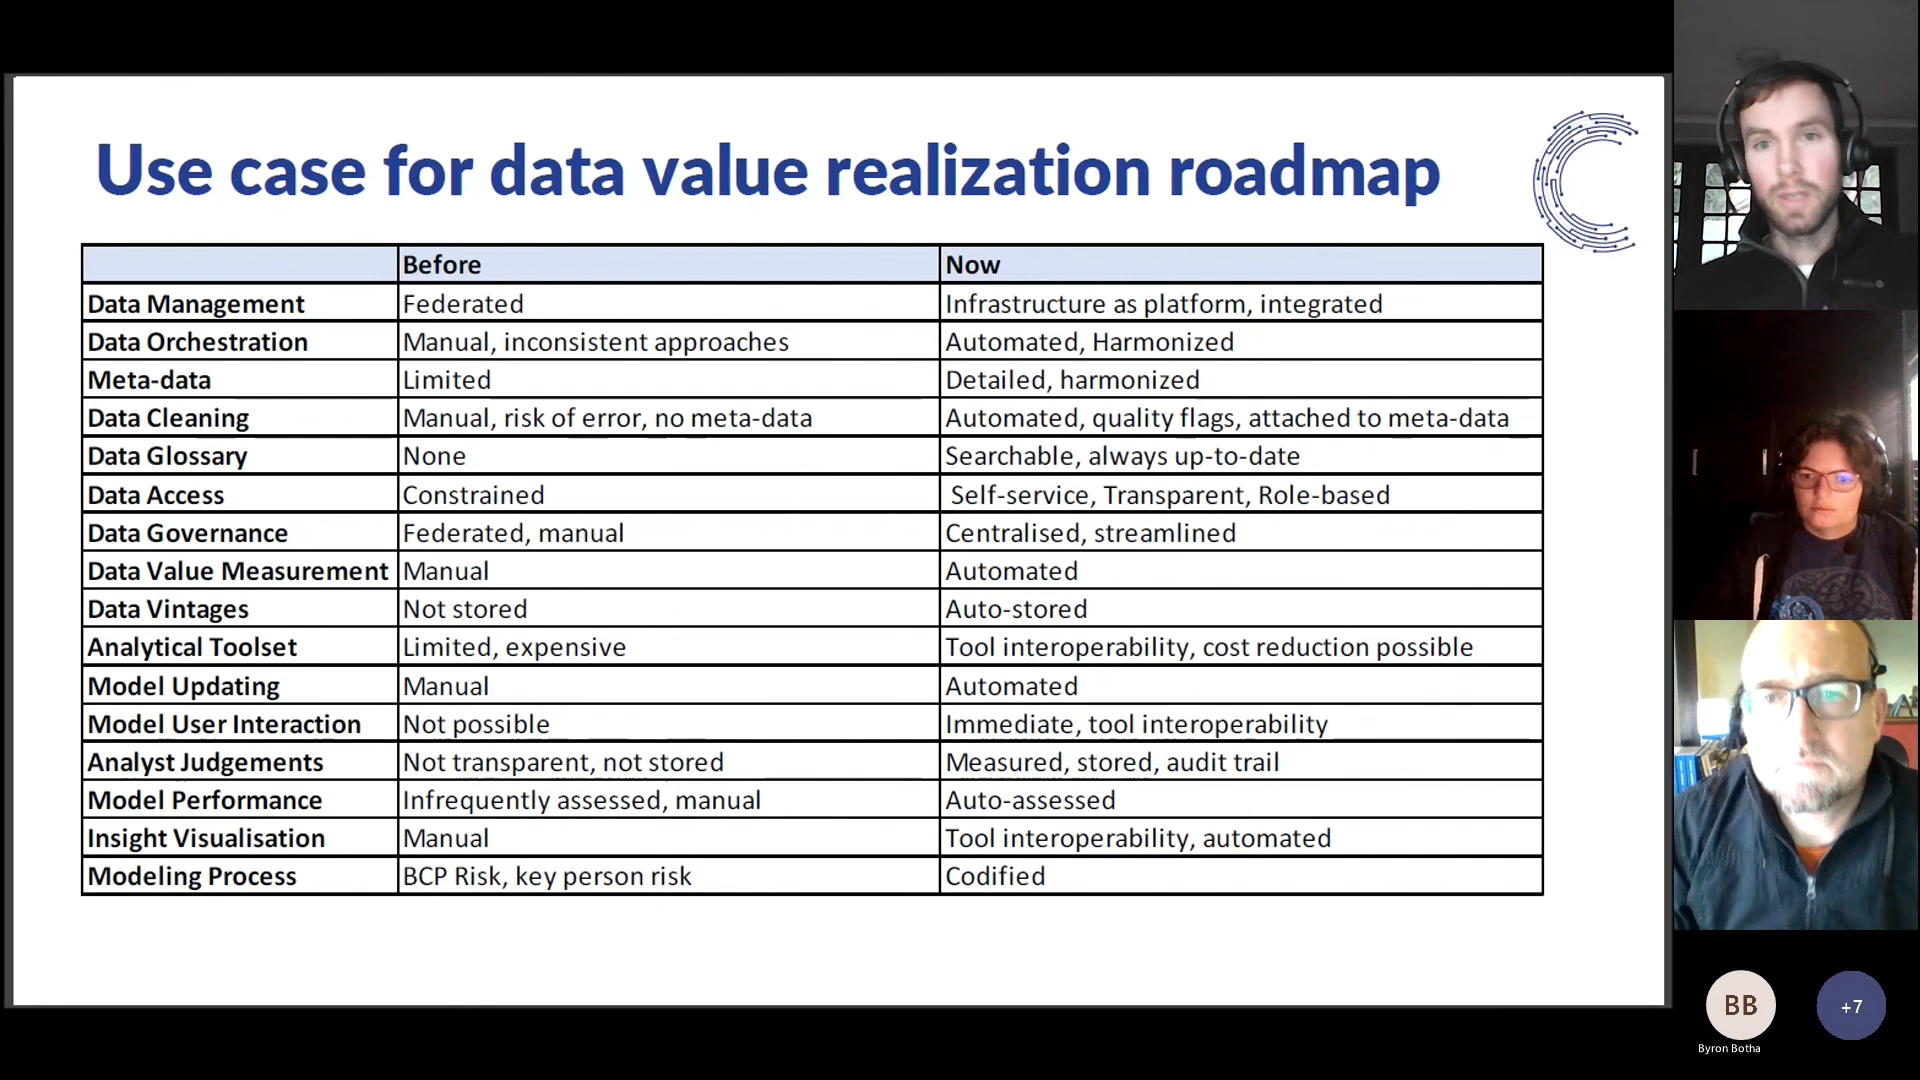 Use case for data value realization roadmap
Before Now
Data Management Federated Infrastructure as platform, integrated
Data Orchestration Manual, inconsistent approaches Automated, Harmonized
Meta-data Limited Detailed, harmonized
Data Cleaning Manual, risk of error, no meta-data Automated, quality flags, attached to meta-data
Data Glossary None Searchable, always up-to-date
Data Access Constrained Self-service, Transparent, Role-based
Data Governance Federated, manual Centralised, streamlined
Data Value Measurement Manual Automated
Data Vintages Not stored Auto-stored
Analytical Toolset Limited, expensive Tool interoperability, cost reduction possible
Model Updating Manual Automated
Model User Interaction Not possible Immediate, tool interoperability
Analyst Judgements Not transparent, not stored Measured, stored, audit trail
Model Performance Infrequently assessed, manual Auto-assessed
Insight Visualisation Manual Tool interoperability, automated
Modeling Process BCP Risk, key person risk Codified
BB +7
Byron Botha